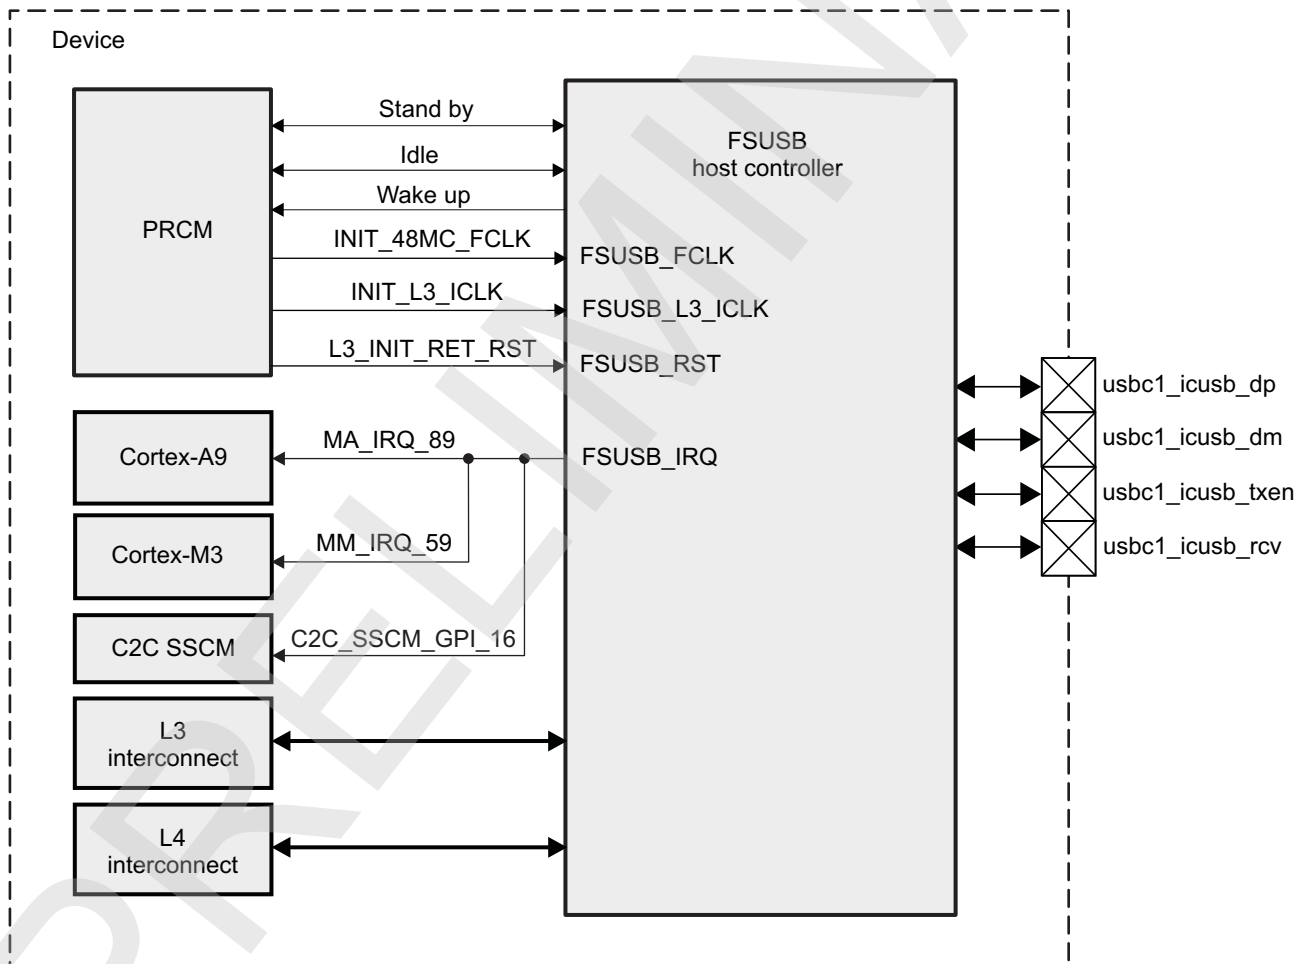 Device
PRCM
Stand by
Idle
Wake up
INIT_48MC_FCLK
INIT_L3_ICLK
L3_INIT_RET_RST
FSUSB
host controller
FSUSB_FCLK
FSUSB_L3_ICLK
FSUSB_RST
FSUSB_IRQ
Cortex-A9
MA_IRQ_89
Cortex-M3
MM_IRQ_59
C2C SSCM
C2C_SSCM_GPI_16
L3
interconnect
L4
interconnect
usbc1_icusb_dp
usbc1_icusb_dm
usbc1_icusb_txen
usbc1_icusb_rcv
PRELIMINA